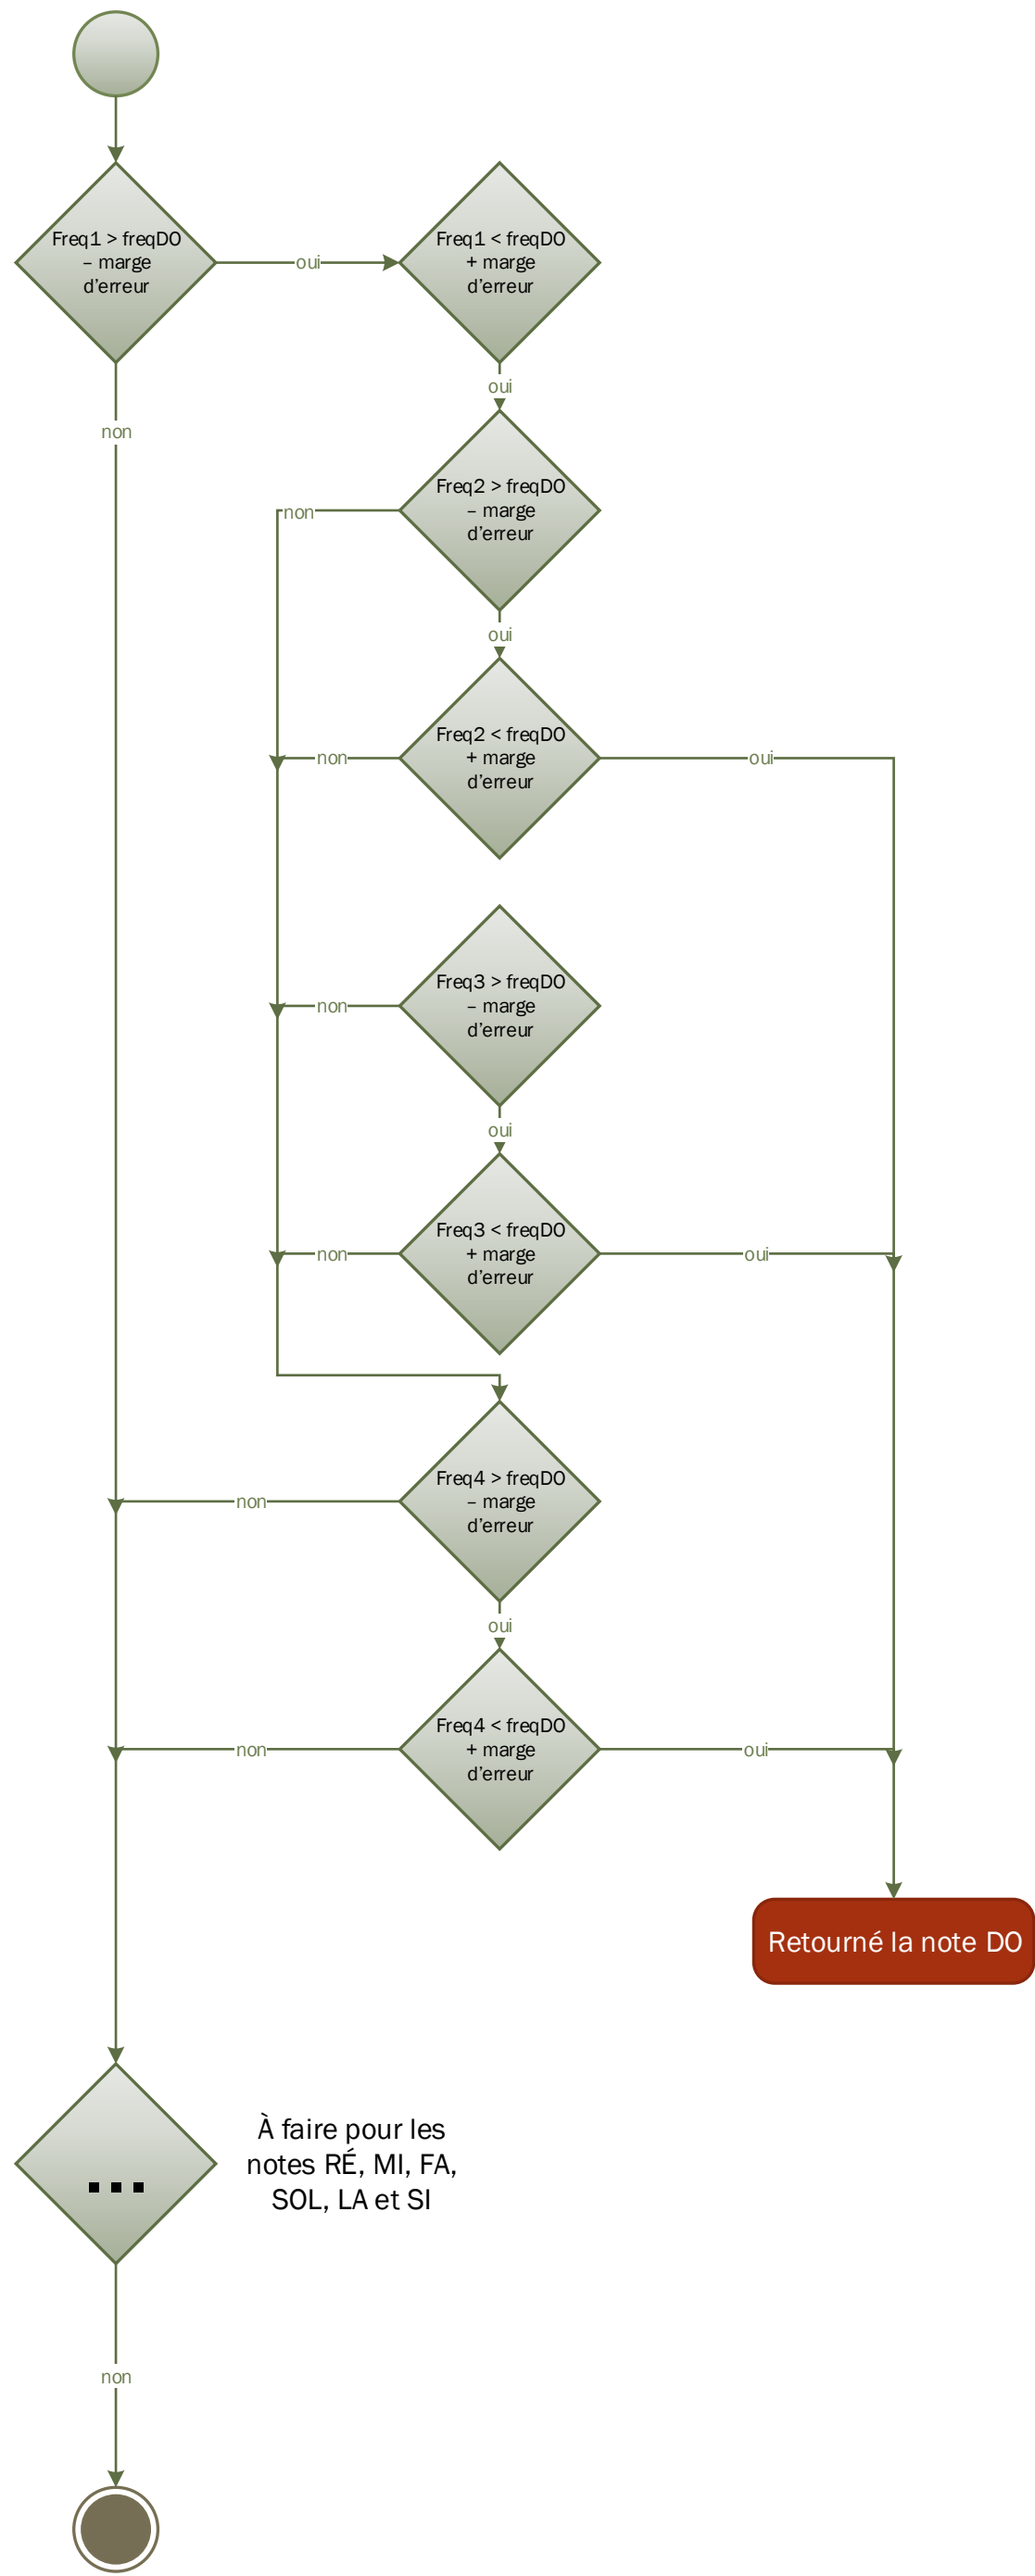 Freq1 > freqDO
– marge
d'erreur
oui
Freq1 < freqDO
+ marge
d'erreur
oui
non
Freq2 > freqDO
– marge
d'erreur
non
oui
Freq2 < freqDO
+ marge
d'erreur
non
oui
Freq3 > freqDO
– marge
d'erreur
non
oui
Freq3 < freqDO
+ marge
d'erreur
non
oui
Freq4 > freqDO
– marge
d'erreur
non
oui
Freq4 < freqDO
+ marge
d'erreur
non
oui
Retourné la note DO
...
À faire pour les
notes RÉ, MI, FA,
SOL, LA et SI
non